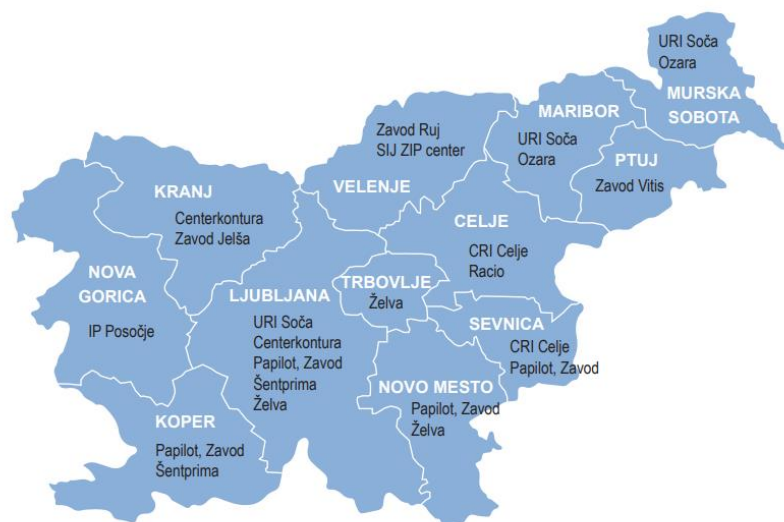 URI Soča
Ozara
MURSKA
SOBOTA
MARIBOR
URI Soča
Ozara
PTUJ
Zavod Vitis
Zavod Ruj
SIJ ZIP center
VELENJE
KRANJ
Centerkontura
Zavod Jelša
CELJE
CRI Celje
Racio
NOVA
GORICA
IP Posočje
LJUBLJANA
URI Soča
Centerkontura
Papilot, Zavod
Šentprima
Želva
TRBOVLJE
Želva
SEVNICA
CRI Celje
Papilot, Zavod
NOVO MESTO
Papilot, Zavod
Želva
KOPER
Papilot, Zavod
Šentprima